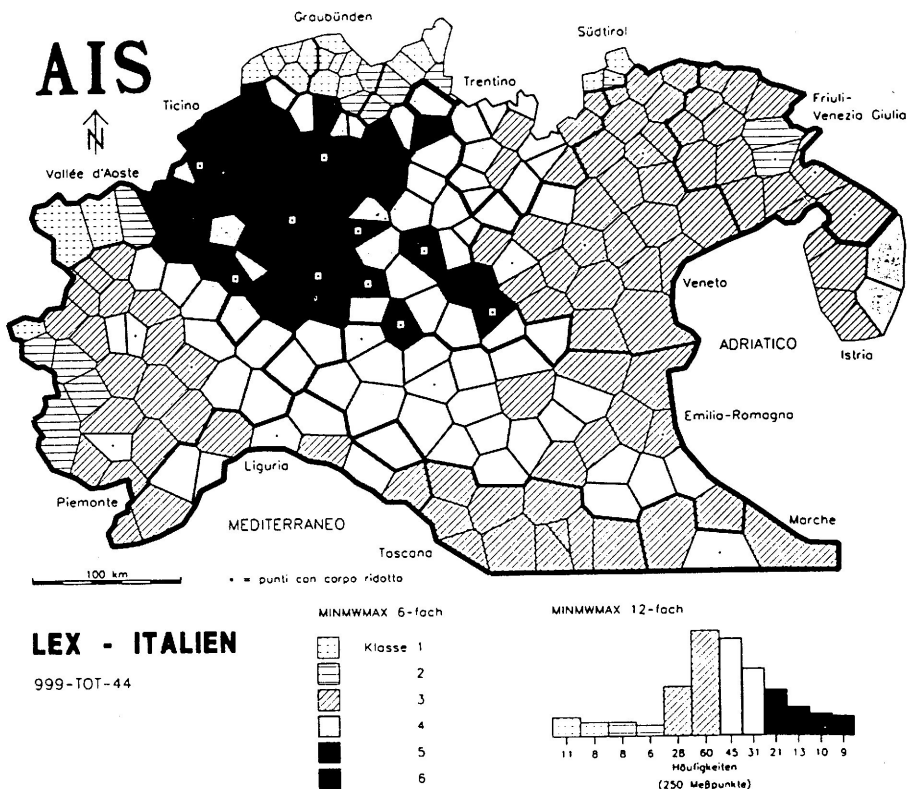 AIS
N
Graubünden
Südtirol
Ticino
Trentino
Friuli-
Venezia Giulia
Vallée d'Aoste
Veneto
ADRIATICO
Istria
Emilia-Romagna
Liguria
Piemonte
MEDITERRANEO
Marche
Toscana
100 km
• = punti con corpo ridotto
LEX - ITALIEN
999-TOT-44
MINMWMAX 6-fach
Klasse 1
2
3
4
5
6
MINMWMAX 12-fach
11 8 8 6 28 60 45 31 21 13 10 9
Häufigkeiten
(250 Meßpunkte)